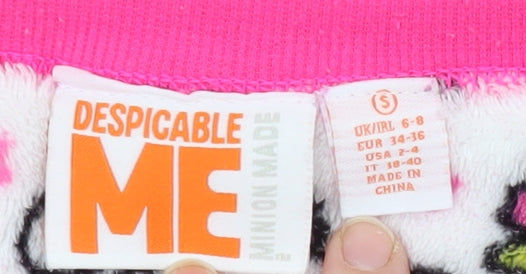 DESPICABLE
ME
MINION MADE
S
UK/IRL 6-8
EUR 34-36
USA 2-4
IT 38-40
MADE IN
CHINA